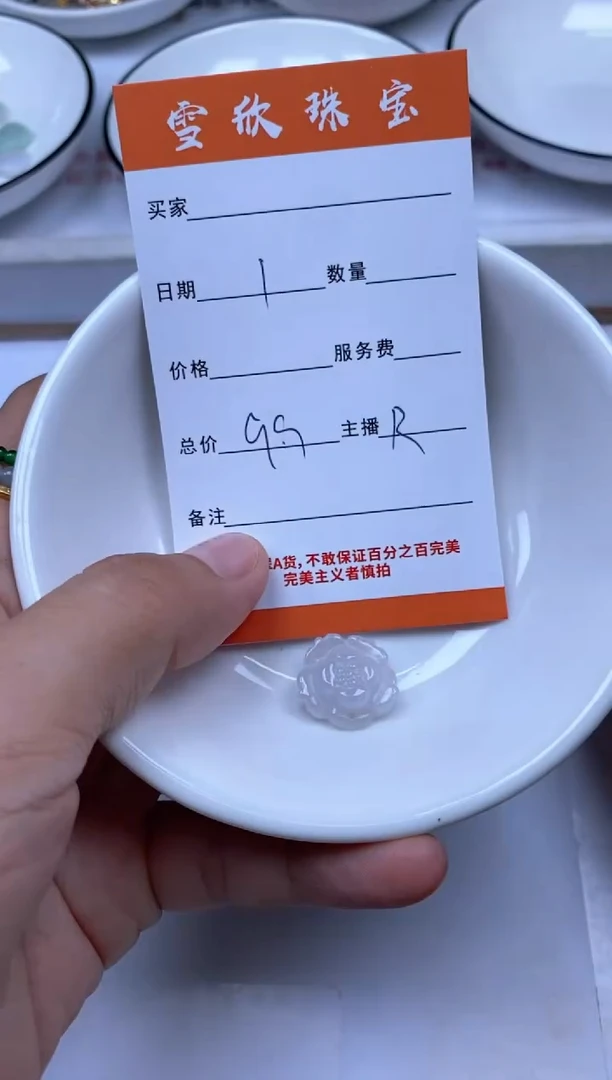 雪欣珠宝
买家
日期 1 数量
价格 服务费
总价 99 主播 R
备注
A货，不敢保证百分之百完美
完美主义者慎拍